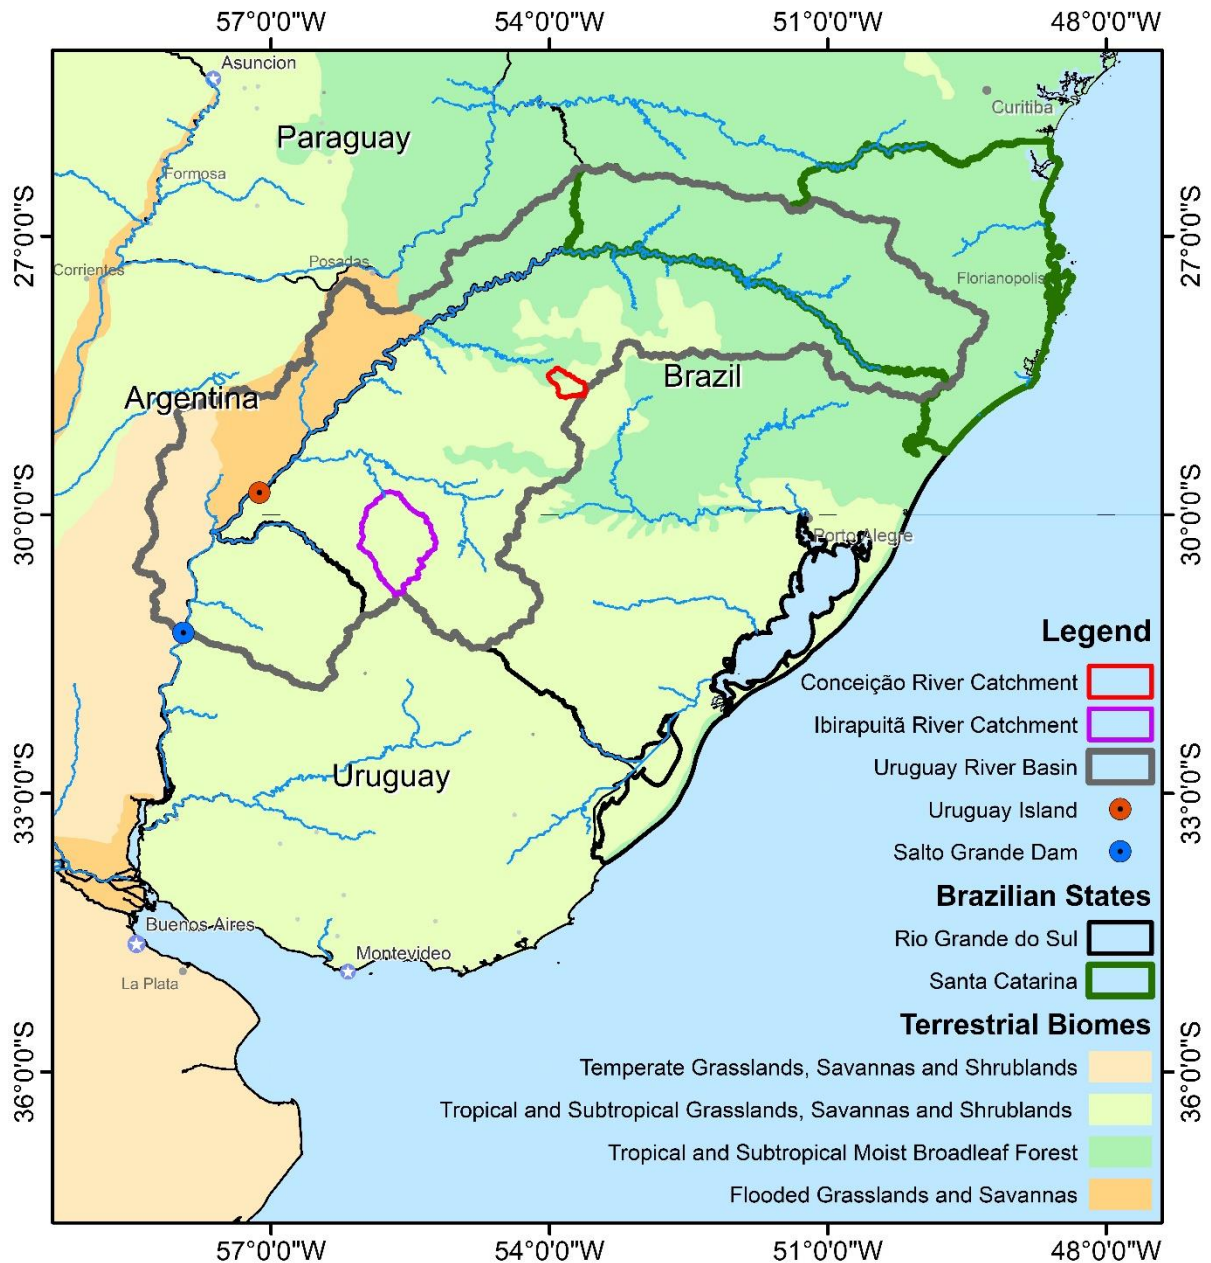 57°0'0"W
54°0'0"W
51°0'0"W
48°0'0"W
Asuncion
Curitiba
Paraguay
Formosa
27°0'0"S
27°0'0"S
Posadas
Corrientes
Florianopolis
Brazil
Argentina
30°0'0"S
30°0'0"S
Porto Alegre
Legend
Conceição River Catchment
Ibirapuitã River Catchment
Uruguay River Basin
Uruguay
33°0'0"S
33°0'0"S
Uruguay Island
Salto Grande Dam
Brazilian States
Buenos Aires
Rio Grande do Sul
Montevideo
La Plata
Santa Catarina
Terrestrial Biomes
36°0'0"S
36°0'0"S
Temperate Grasslands, Savannas and Shrublands
Tropical and Subtropical Grasslands, Savannas and Shrublands
Tropical and Subtropical Moist Broadleaf Forest
Flooded Grasslands and Savannas
57°0'0"W
54°0'0"W
51°0'0"W
48°0'0"W